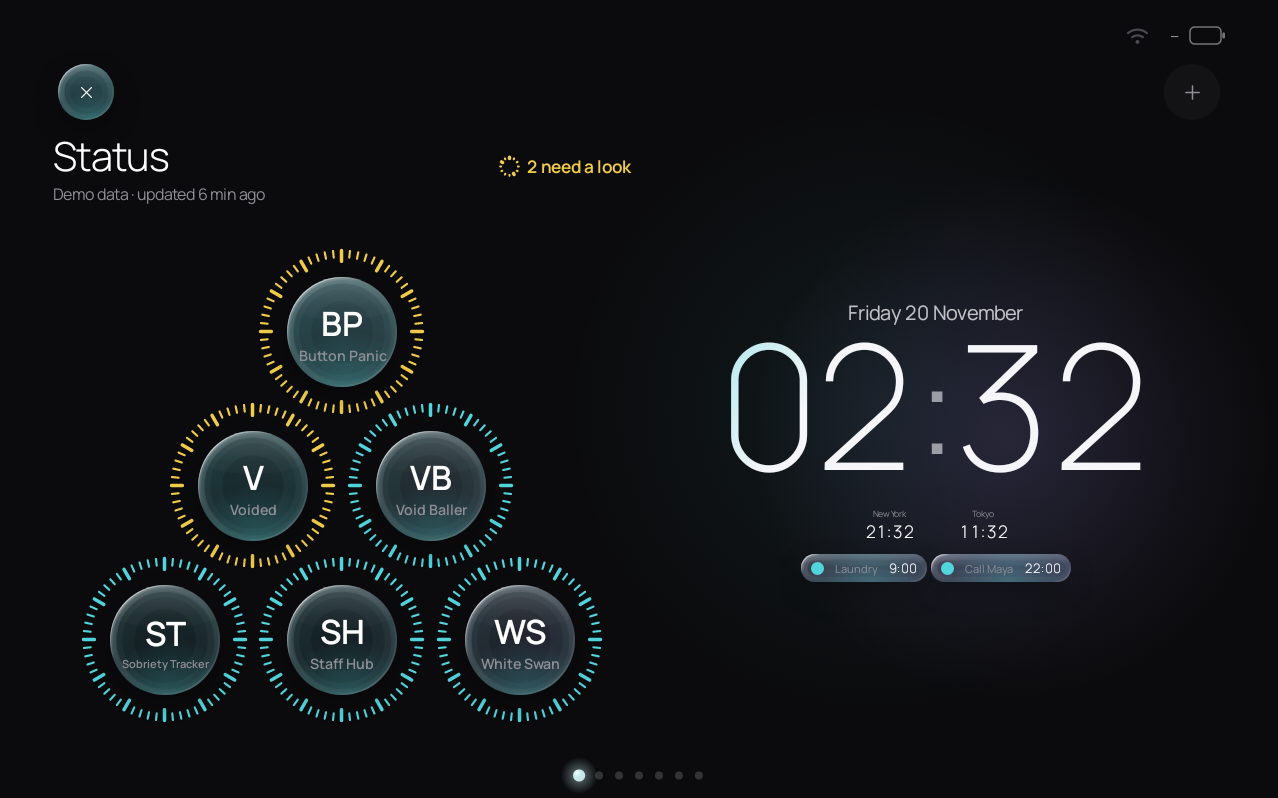 Status
Demo data · updated 6 min ago
2 need a look
BP
Button Panic
V
Voided
VB
Void Baller
ST
Sobriety Tracker
SH
Staff Hub
WS
White Swan
–
Friday 20 November
02:32
New York
21:32
Tokyo
11:32
Laundry 9:00
Call Maya 22:00